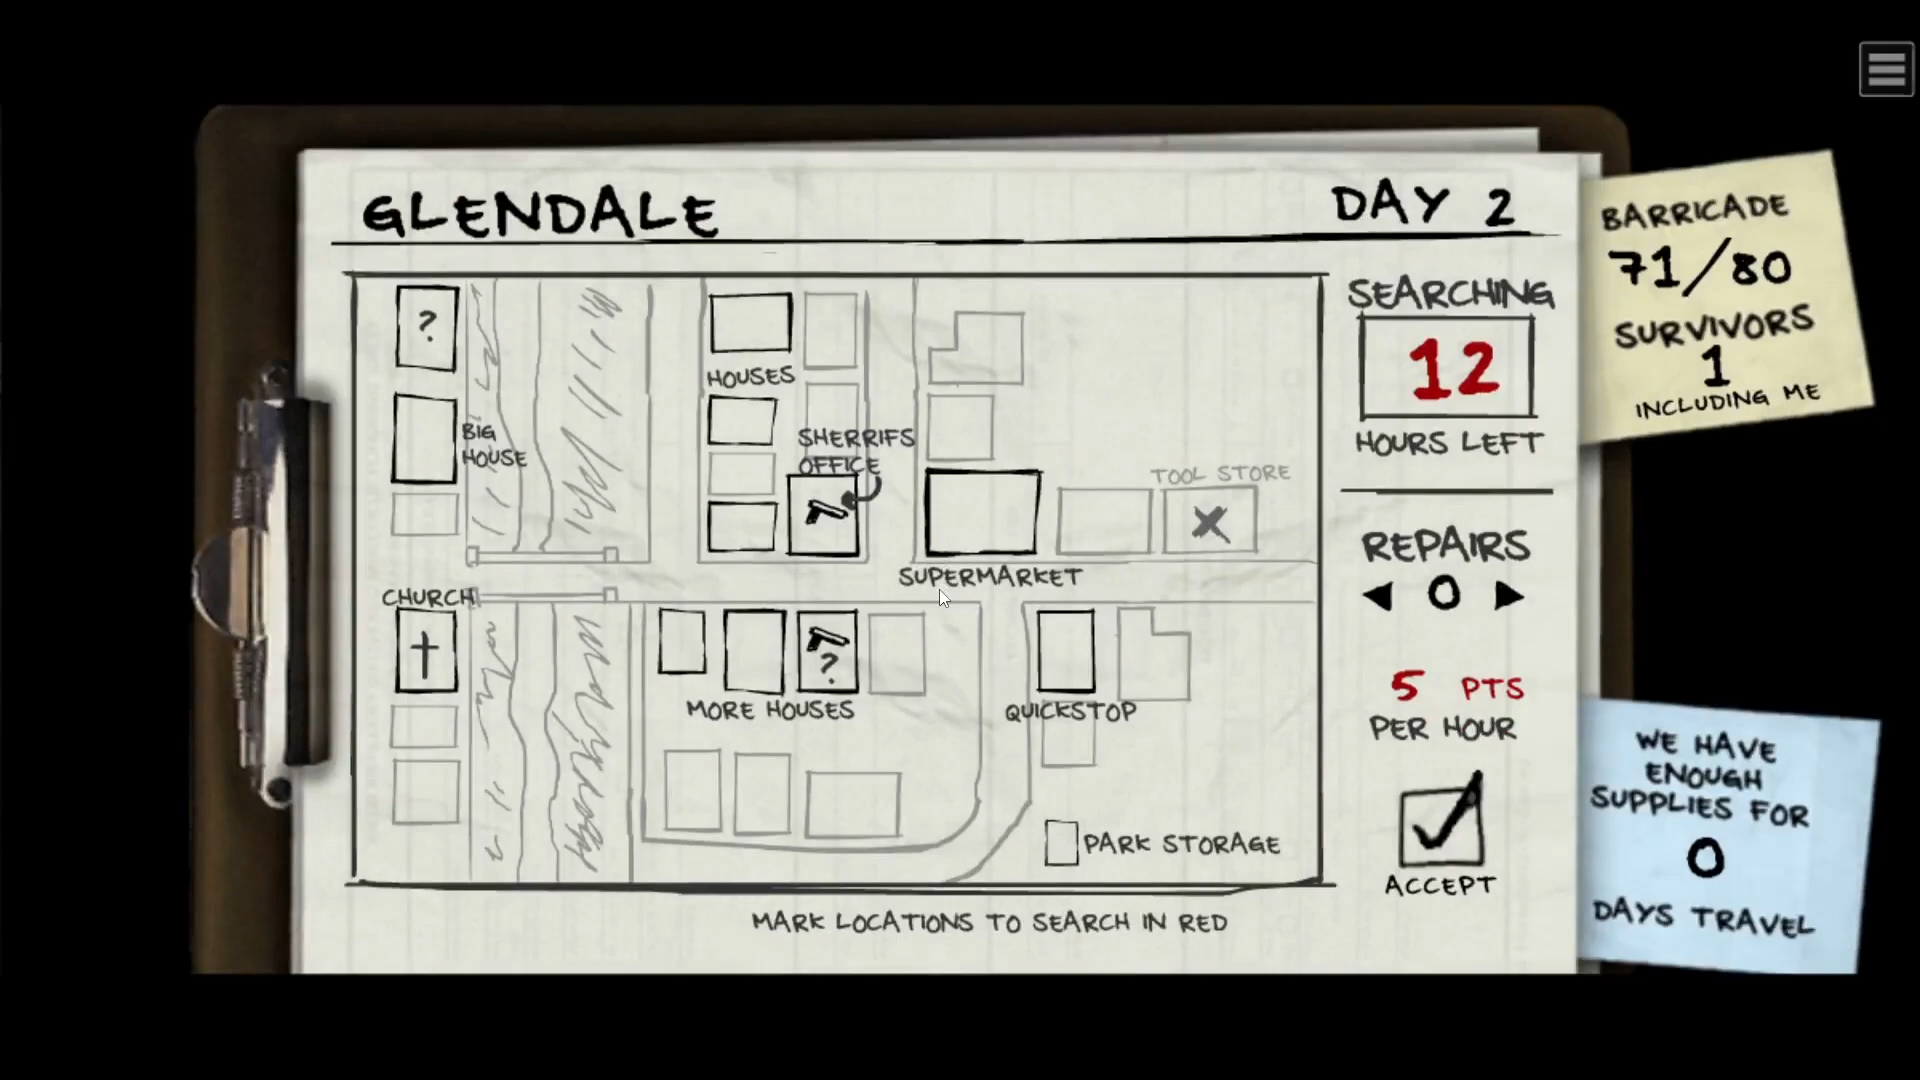 GLENDALE
DAY 2
?
BIG
HOUSE
HOUSES
SHERRIFS
OFFICE
TOOL STORE
SUPERMARKET
CHURCH
?
MORE HOUSES
QUICKSTOP
PARK STORAGE
MARK LOCATIONS TO SEARCH IN RED
SEARCHING
12
HOURS LEFT
REPAIRS
0
5 PTS
PER HOUR
ACCEPT
BARRICADE
71/80
SURVIVORS
1
INCLUDING ME
WE HAVE
ENOUGH
SUPPLIES FOR
0
DAYS TRAVEL